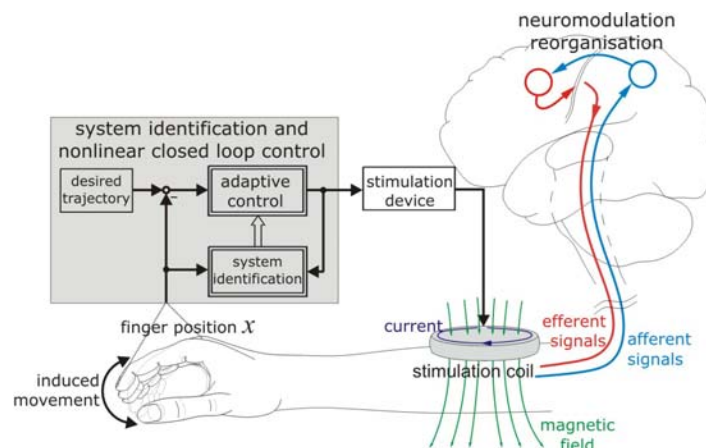 neuromodulation
reorganisation
system identification and
nonlinear closed loop control
desired
trajectory
-
adaptive
control
stimulation
device
system
identification
finger position x
current
efferent
signals
afferent
signals
induced
movement
stimulation coil
magnetic
field